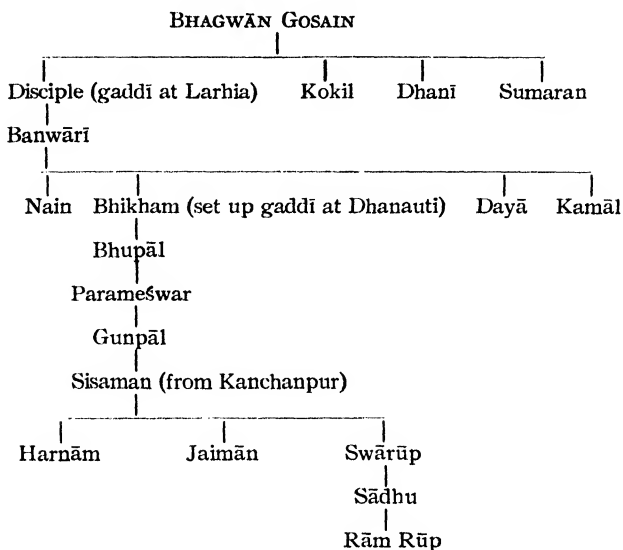 BHAGWĀN GOSAIN
Disciple (gaddī at Larhia) Kokil Dhanī Sumaran
Banwārī
Nain Bhikham (set up gaddī at Dhanauti) Dayā Kamāl
Bhupāl
Parameśwar
Gunpāl
Sisaman (from Kanchanpur)
Harnām Jaimān Swārūp
Sādhu
Rām Rūp